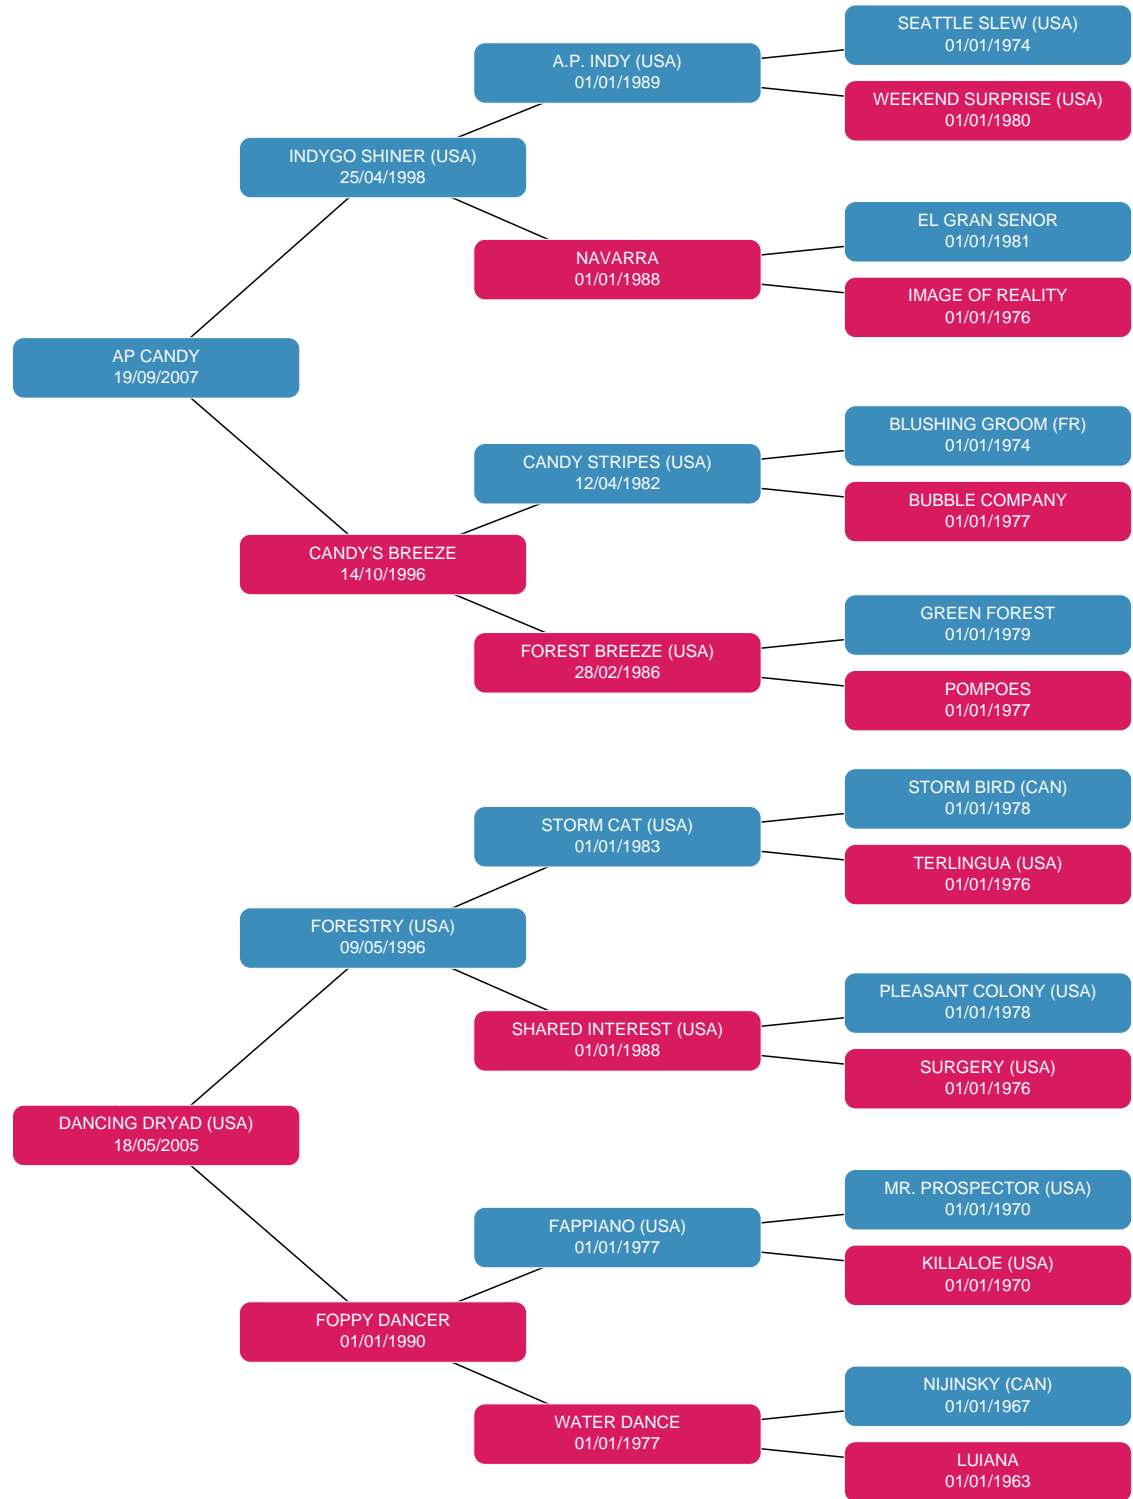 SEATTLE SLEW (USA)
01/01/1974
A.P. INDY (USA)
01/01/1989
WEEKEND SURPRISE (USA)
01/01/1980
INDYGO SHINER (USA)
25/04/1998
EL GRAN SENOR
01/01/1981
NAVARRA
01/01/1988
IMAGE OF REALITY
01/01/1976
AP CANDY
19/09/2007
BLUSHING GROOM (FR)
01/01/1974
CANDY STRIPES (USA)
12/04/1982
BUBBLE COMPANY
01/01/1977
CANDY'S BREEZE
14/10/1996
GREEN FOREST
01/01/1979
FOREST BREEZE (USA)
28/02/1986
POMPOES
01/01/1977
STORM BIRD (CAN)
01/01/1978
STORM CAT (USA)
01/01/1983
TERLINGUA (USA)
01/01/1976
FORESTRY (USA)
09/05/1996
PLEASANT COLONY (USA)
01/01/1978
SHARED INTEREST (USA)
01/01/1988
SURGERY (USA)
01/01/1976
DANCING DRYAD (USA)
18/05/2005
MR. PROSPECTOR (USA)
01/01/1970
FAPPIANO (USA)
01/01/1977
KILLALOE (USA)
01/01/1970
FOPPY DANCER
01/01/1990
NIJINSKY (CAN)
01/01/1967
WATER DANCE
01/01/1977
LUIANA
01/01/1963